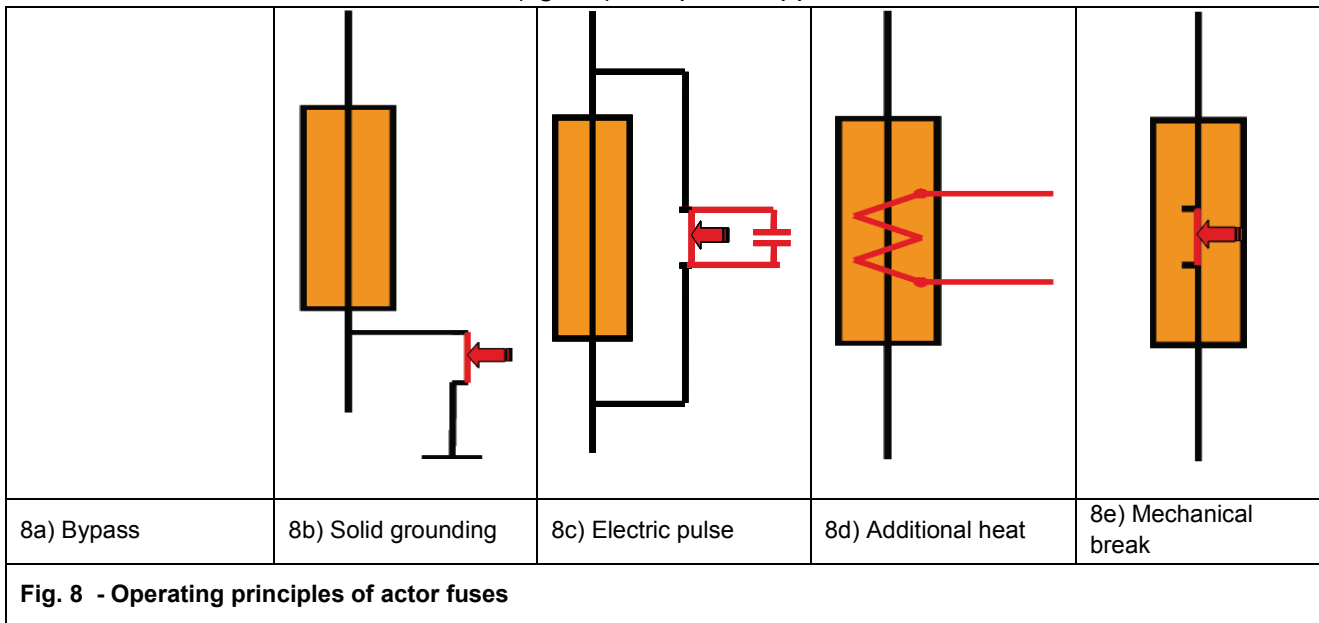 8a) Bypass
8b) Solid grounding
8c) Electric pulse
8d) Additional heat
8e) Mechanical
break
Fig. 8 - Operating principles of actor fuses